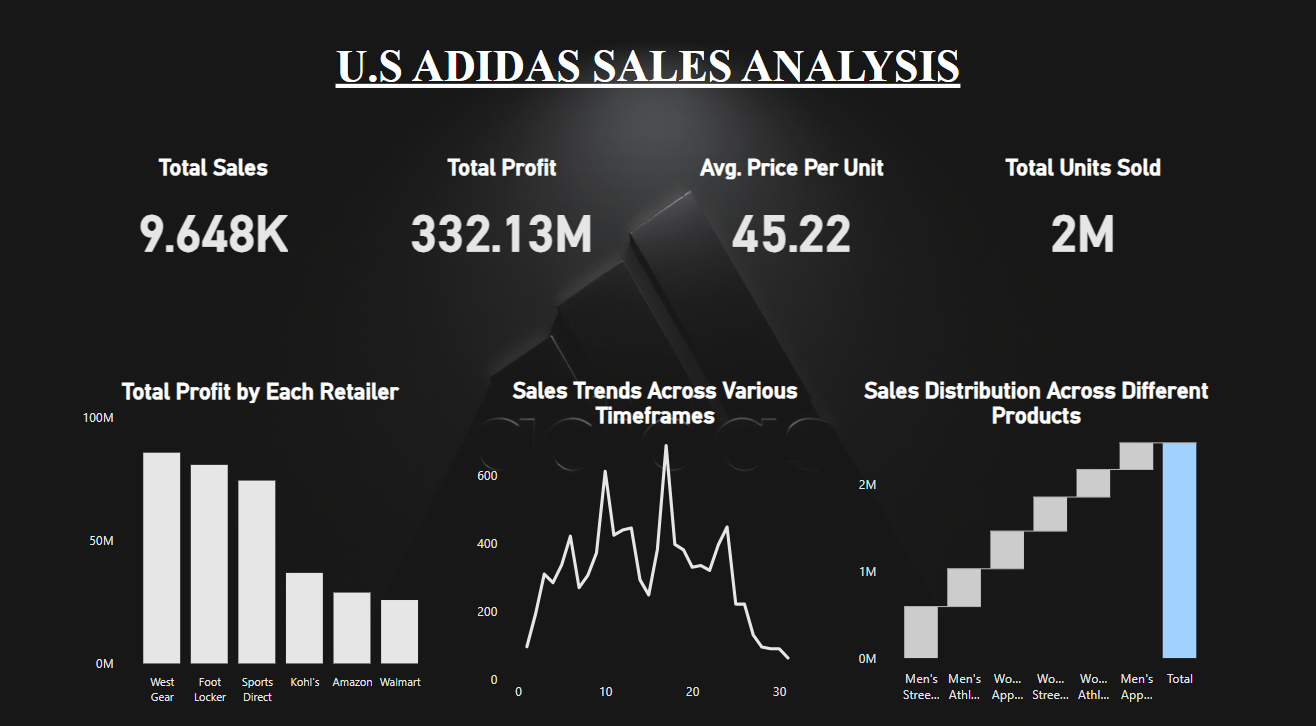 U.S ADIDAS SALES ANALYSIS
Total Sales
Total Profit
Avg. Price Per Unit
Total Units Sold
9.648K
332.13M
45.22
2M
Total Profit by Each Retailer
100M
50M
0M
West
Gear
Foot
Locker
Sports
Direct
Kohl's
Amazon
Walmart
Sales Trends Across Various
Timeframes
600
400
200
0
0
10
20
30
Sales Distribution Across Different
Products
2M
1M
0M
Men's
Stree...
Men's
Athl...
Wo...
App...
Wo...
Stree...
Wo...
Athl...
Men's
App...
Total